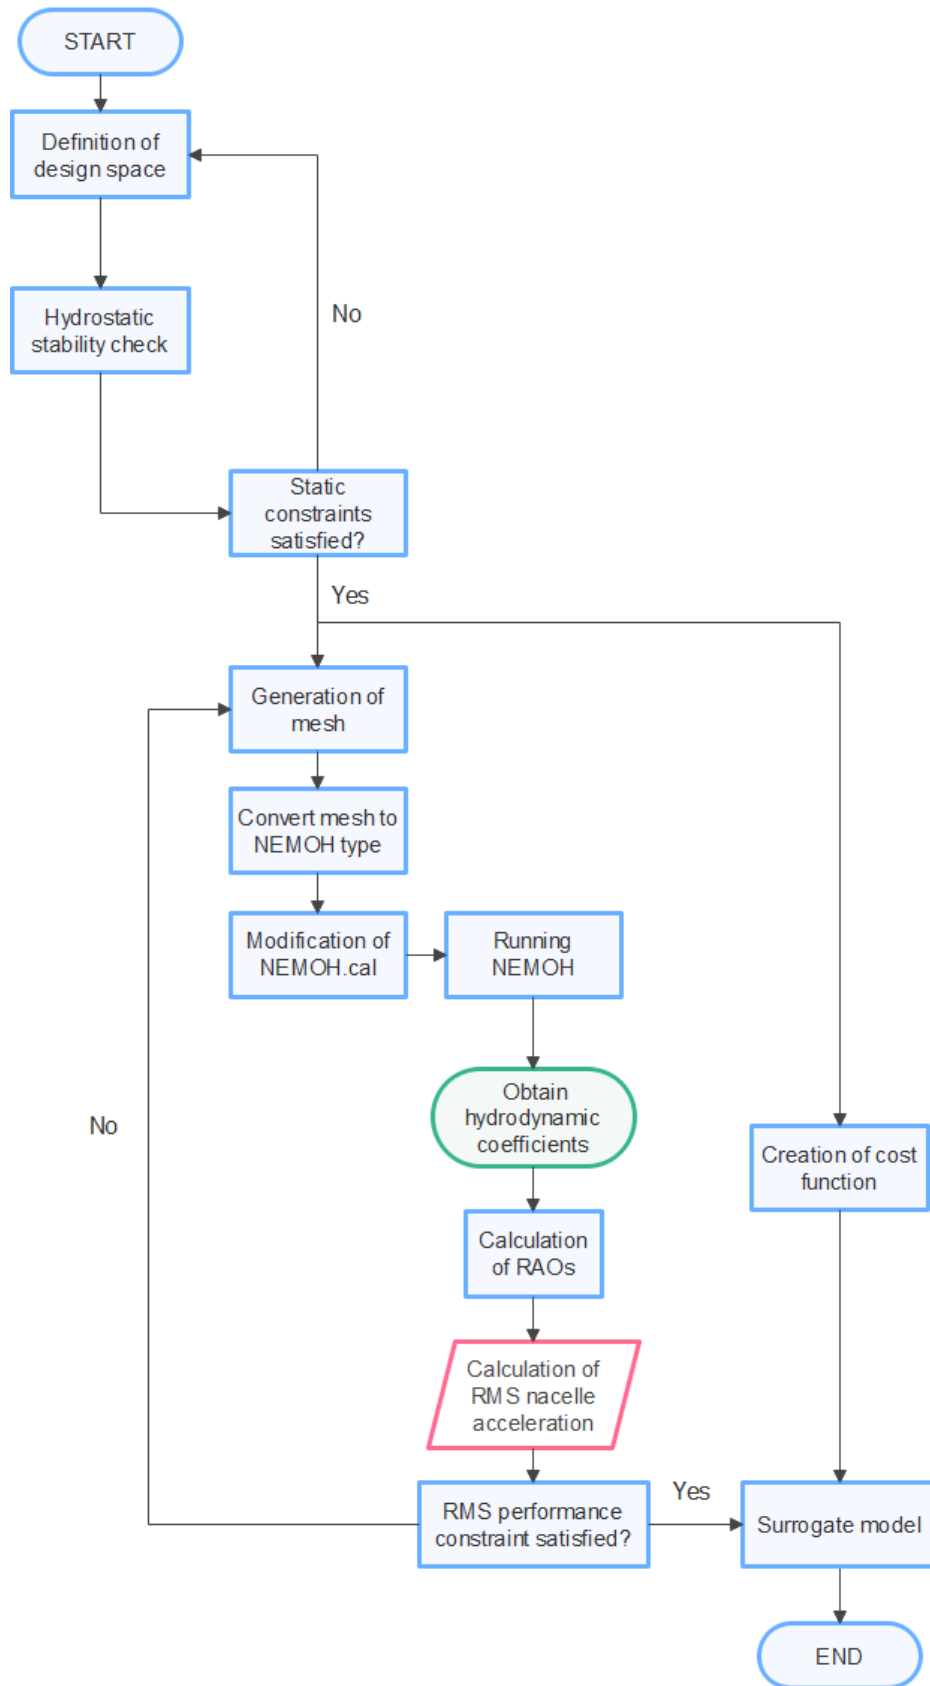 START
Definition of
design space
No
Hydrostatic
stability check
Static
constraints
satisfied?
Yes
Generation of
mesh
Convert mesh to
NEMOH type
Modification of
NEMOH.cal
Running
NEMOH
Obtain
hydrodynamic
coefficients
No
Creation of cost
function
Calculation
of RAOs
Calculation of
RMS nacelle
acceleration
RMS performance
constraint satisfied?
Yes
Surrogate model
END